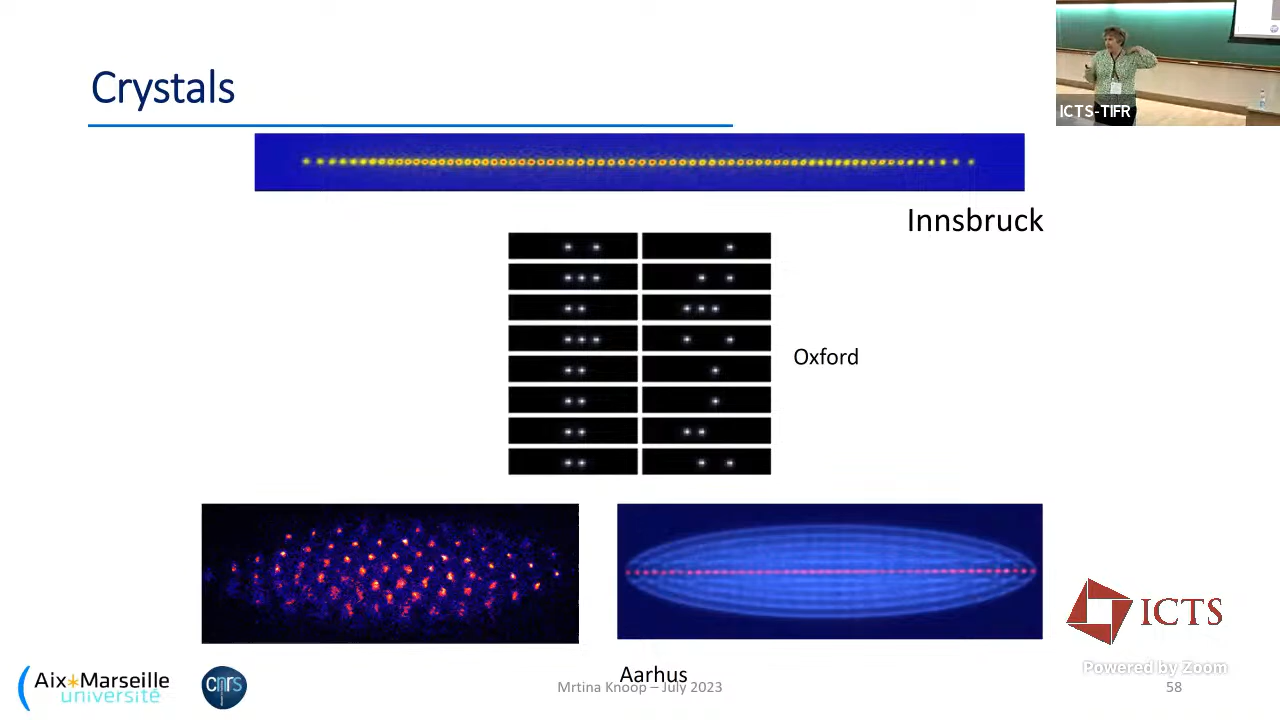 Crystals
ICTS-TIFR
Innsbruck
Oxford
ICTS
Aarhus
Powered by Zoom
Aix✶Marseille
université
cnrs
Mrtina Knoop – July 2023
58